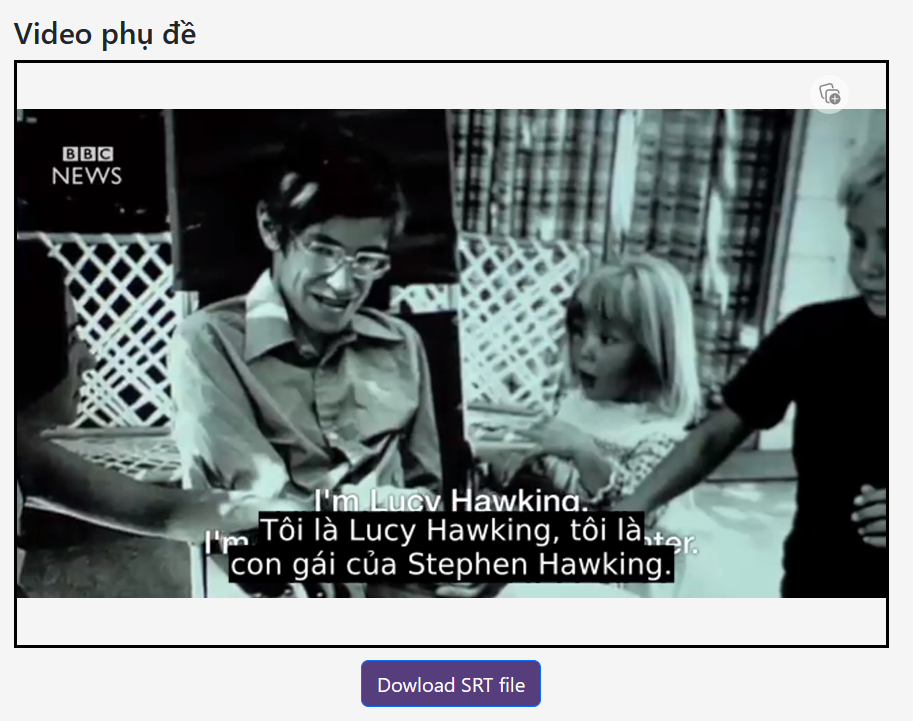 Video phụ đề
BBC
NEWS
I'm Lucy Hawking.
I'm
Tôi là Lucy Hawking, tôi là
con gái của Stephen Hawking.
Dowload SRT file